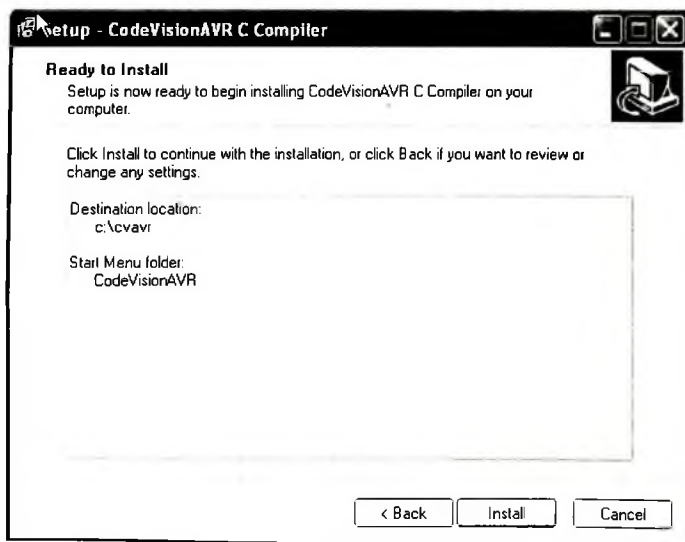 Setup - CodeVisionAVR C Compiler
Ready to Install
Setup is now ready to begin installing CodeVisionAVR C Compiler on your
computer.
Click Install to continue with the installation, or click Back if you want to review or
change any settings.
Destination location:
c:\cvavr
Start Menu folder:
CodeVisionAVR
< Back
Install
Cancel